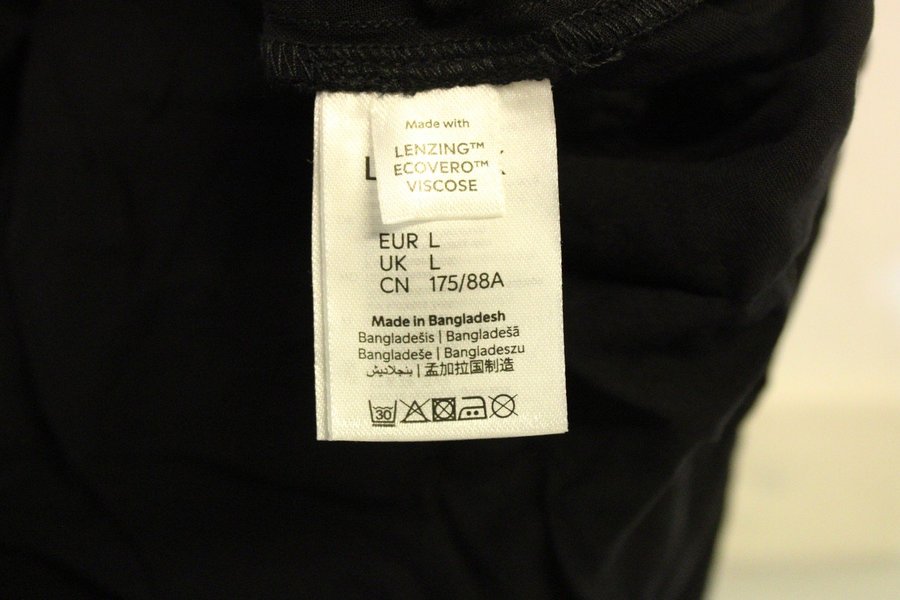 Made with
LENZING™
ECOVERO™
VISCOSE
EUR L
UK L
CN 175/88A
Made in Bangladesh
Bangladešis | Bangladešā
Bangladeše | Bangladeszu
بنجلاديش | 孟加拉国制造
30